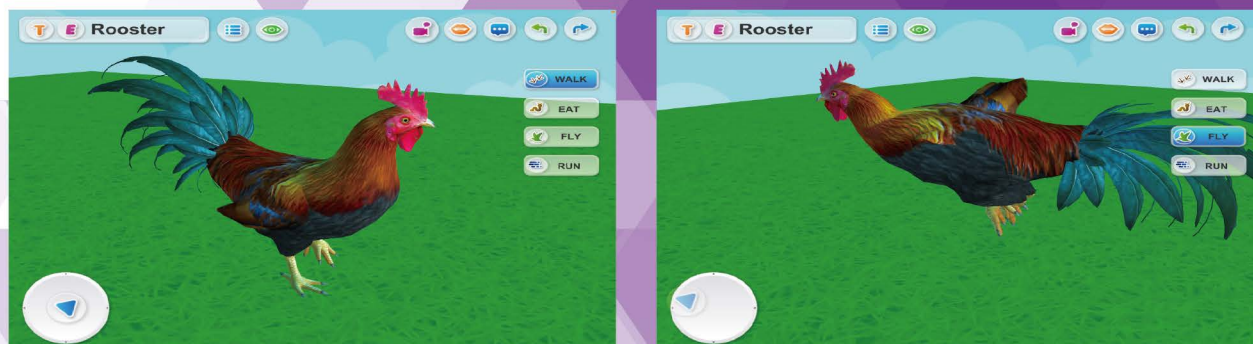 T E Rooster
WALK
EAT
FLY
RUN
T E Rooster
WALK
EAT
FLY
RUN